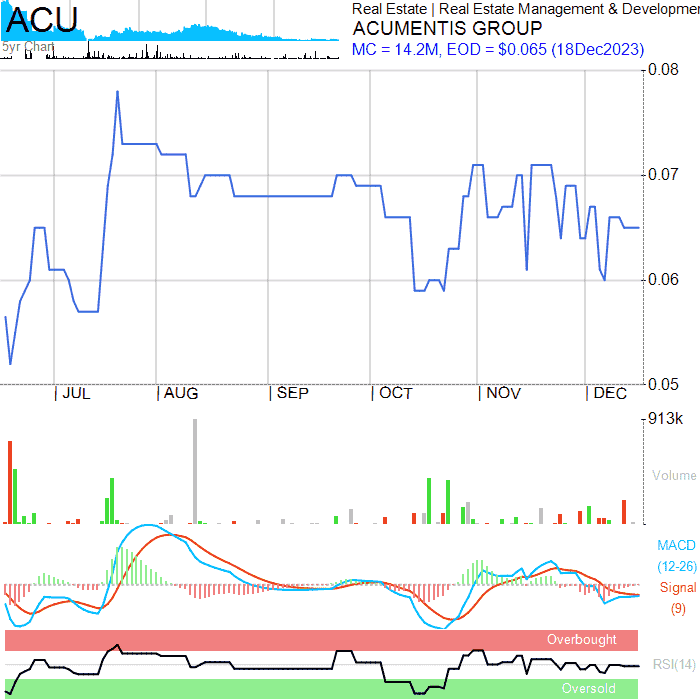 ACU
Real Estate | Real Estate Management & Developmen
ACUMENTIS GROUP
5yr Chart
MC = 14.2M, EOD = $0.065 (18Dec2023)
0.08
0.07
0.06
0.05
| JUL | AUG | SEP | OCT | NOV | DEC
913k
Volume
MACD
(12-26)
Signal
(9)
Overbought
RSI(14)
Oversold